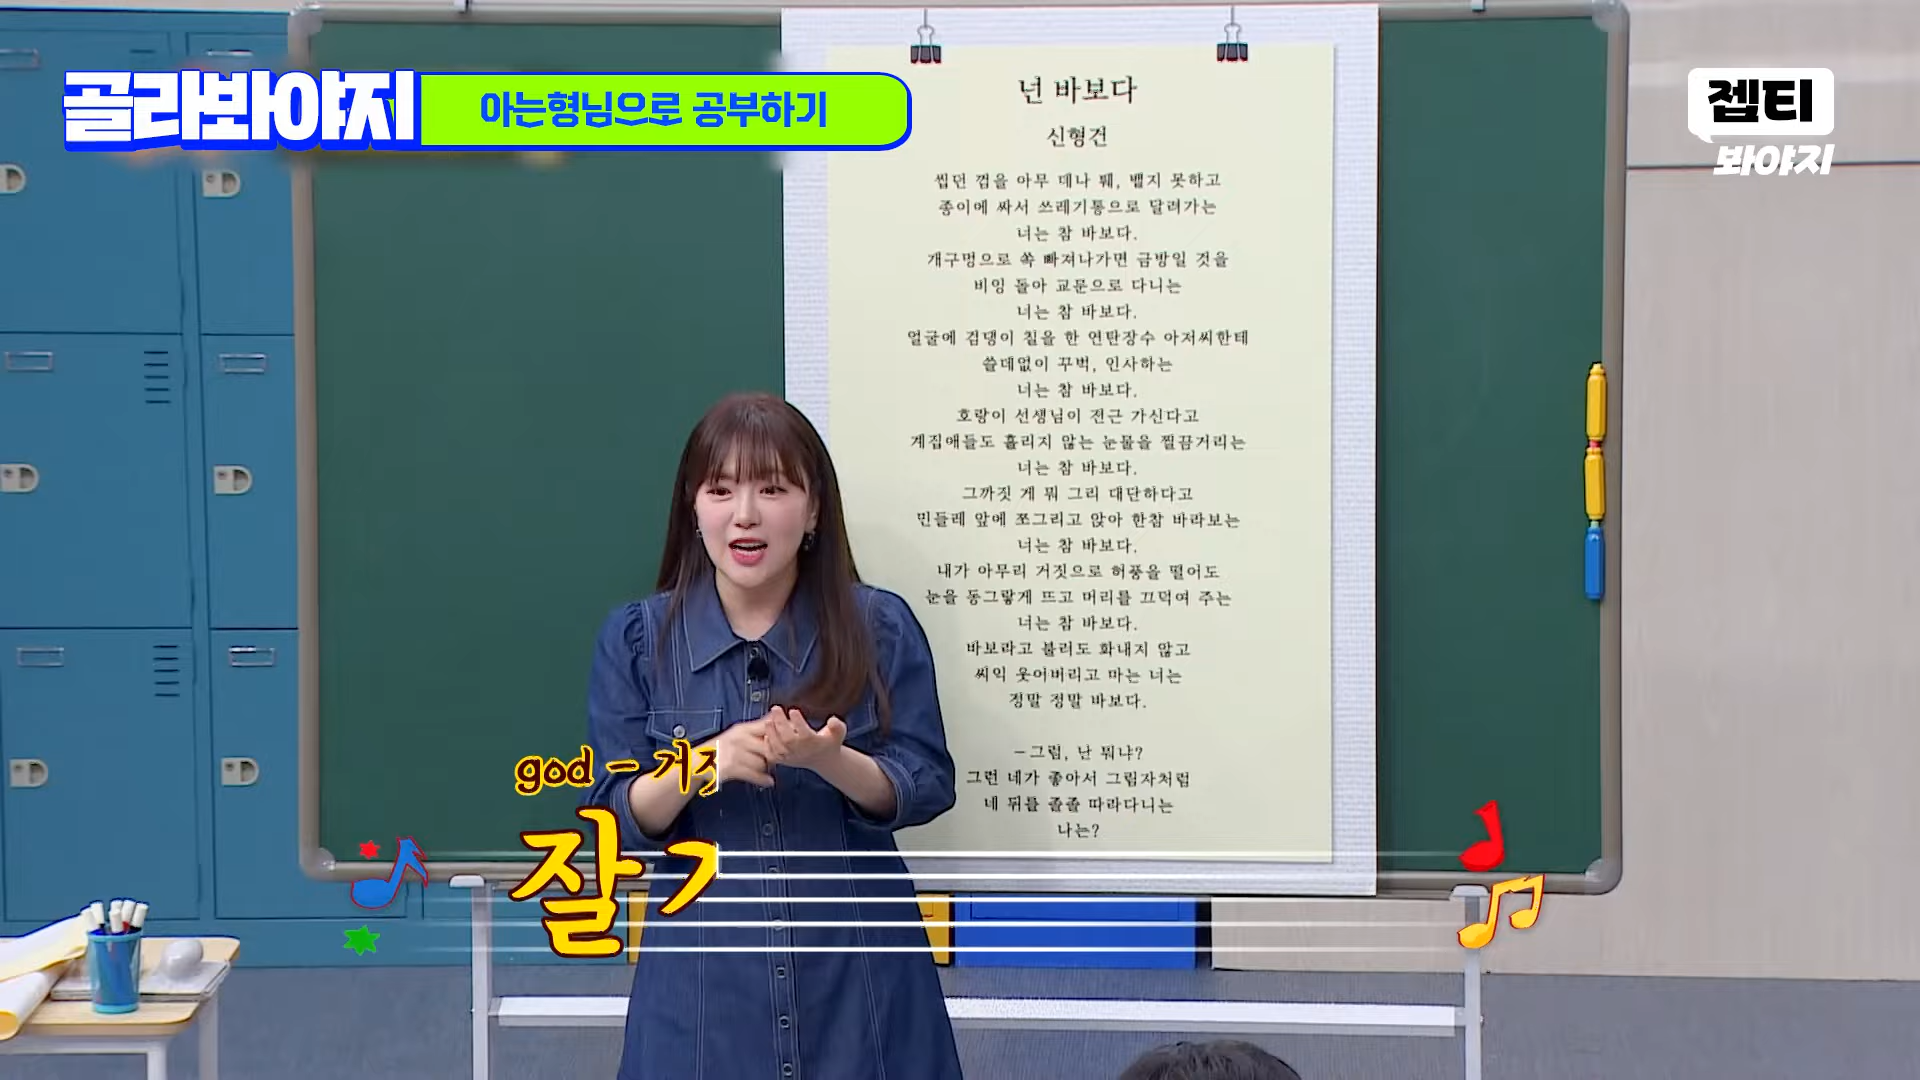 골라봐야지
아는형님으로 공부하기
젭티
봐야지
넌 바보다
신형건
씹던 껌을 아무 데나 퉤, 뱉지 못하고
종이에 싸서 쓰레기통으로 달려가는
너는 참 바보다.
개구멍으로 쏙 빠져나가면 금방일 것을
비잉 돌아 교문으로 다니는
너는 참 바보다.
얼굴에 검댕이 칠을 한 연탄장수 아저씨한테
쓸데없이 꾸벅, 인사하는
너는 참 바보다.
호랑이 선생님이 전근 가신다고
계집애들도 흘리지 않는 눈물을 찔끔거리는
너는 참 바보다.
그까짓 게 뭐 그리 대단하다고
민들레 앞에 쪼그리고 앉아 한참 바라보는
너는 참 바보다.
내가 아무리 거짓으로 허풍을 떨어도
눈을 동그랗게 뜨고 머리를 끄덕여 주는
너는 참 바보다.
바보라고 불러도 화내지 않고
씨익 웃어버리고 마는 너는
정말 정말 바보다.
– 그럼, 난 뭐냐?
그런 네가 좋아서 그림자처럼
네 뒤를 졸졸 따라다니는
나는?
god – 거
잘